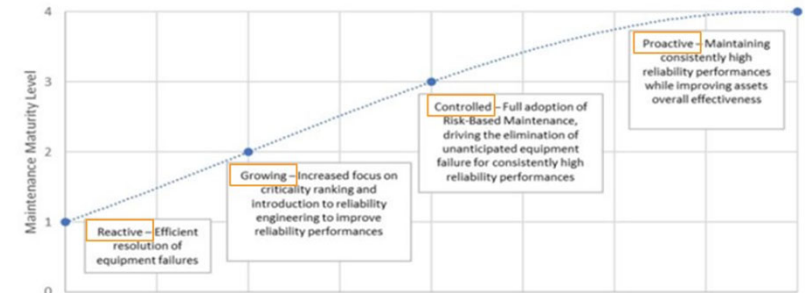 4
3
2
1
0
Maintenance Maturity Level
Reactive – Efficient
resolution of
equipment failures
Growing – Increased focus on
criticality ranking and
introduction to reliability
engineering to improve
reliability performances
Controlled – Full adoption of
Risk-Based Maintenance,
driving the elimination of
unanticipated equipment
failure for consistently high
reliability performances
Proactive – Maintaining
consistently high
reliability performances
while improving assets
overall effectiveness